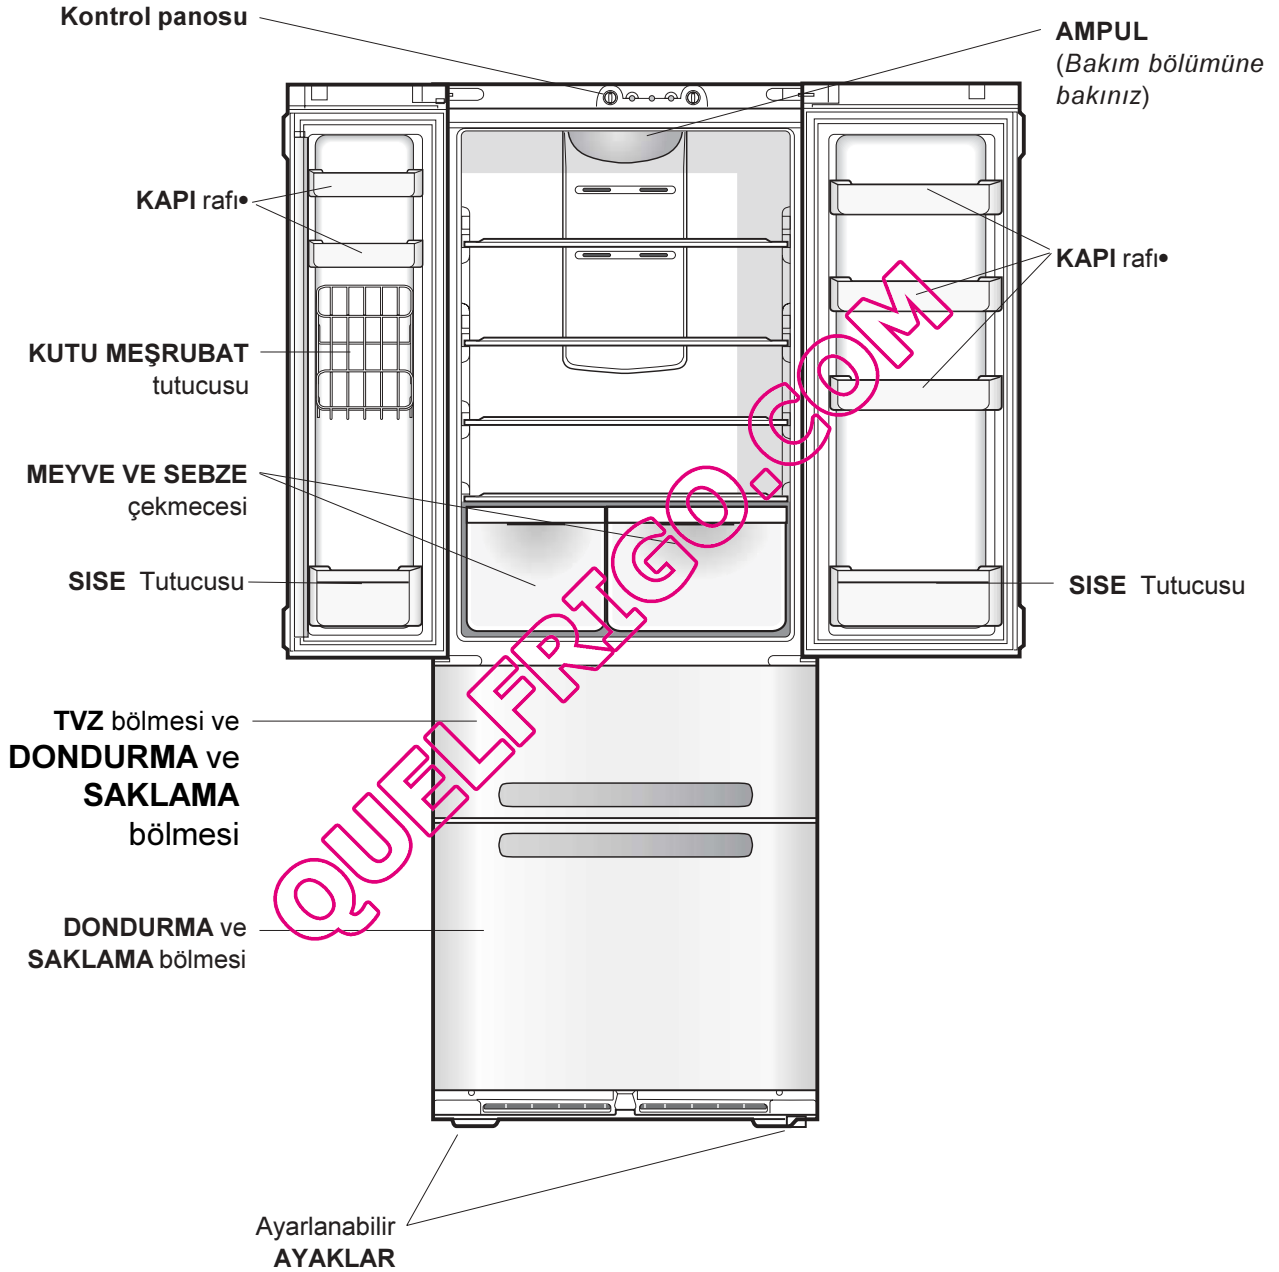 Kontrol panosu
AMPUL
(Bakım bölümüne
bakınız)
KAPI rafı•
KAPI rafı•
KUTU MEŞRUBAT
tutucusu
MEYVE VE SEBZE
çekmecesi
SISE Tutucusu
SISE Tutucusu
TVZ bölmesi ve
DONDURMA ve
SAKLAMA
bölmesi
DONDURMA ve
SAKLAMA bölmesi
Ayarlanabilir
AYAKLAR
QUELFRIGO.COM